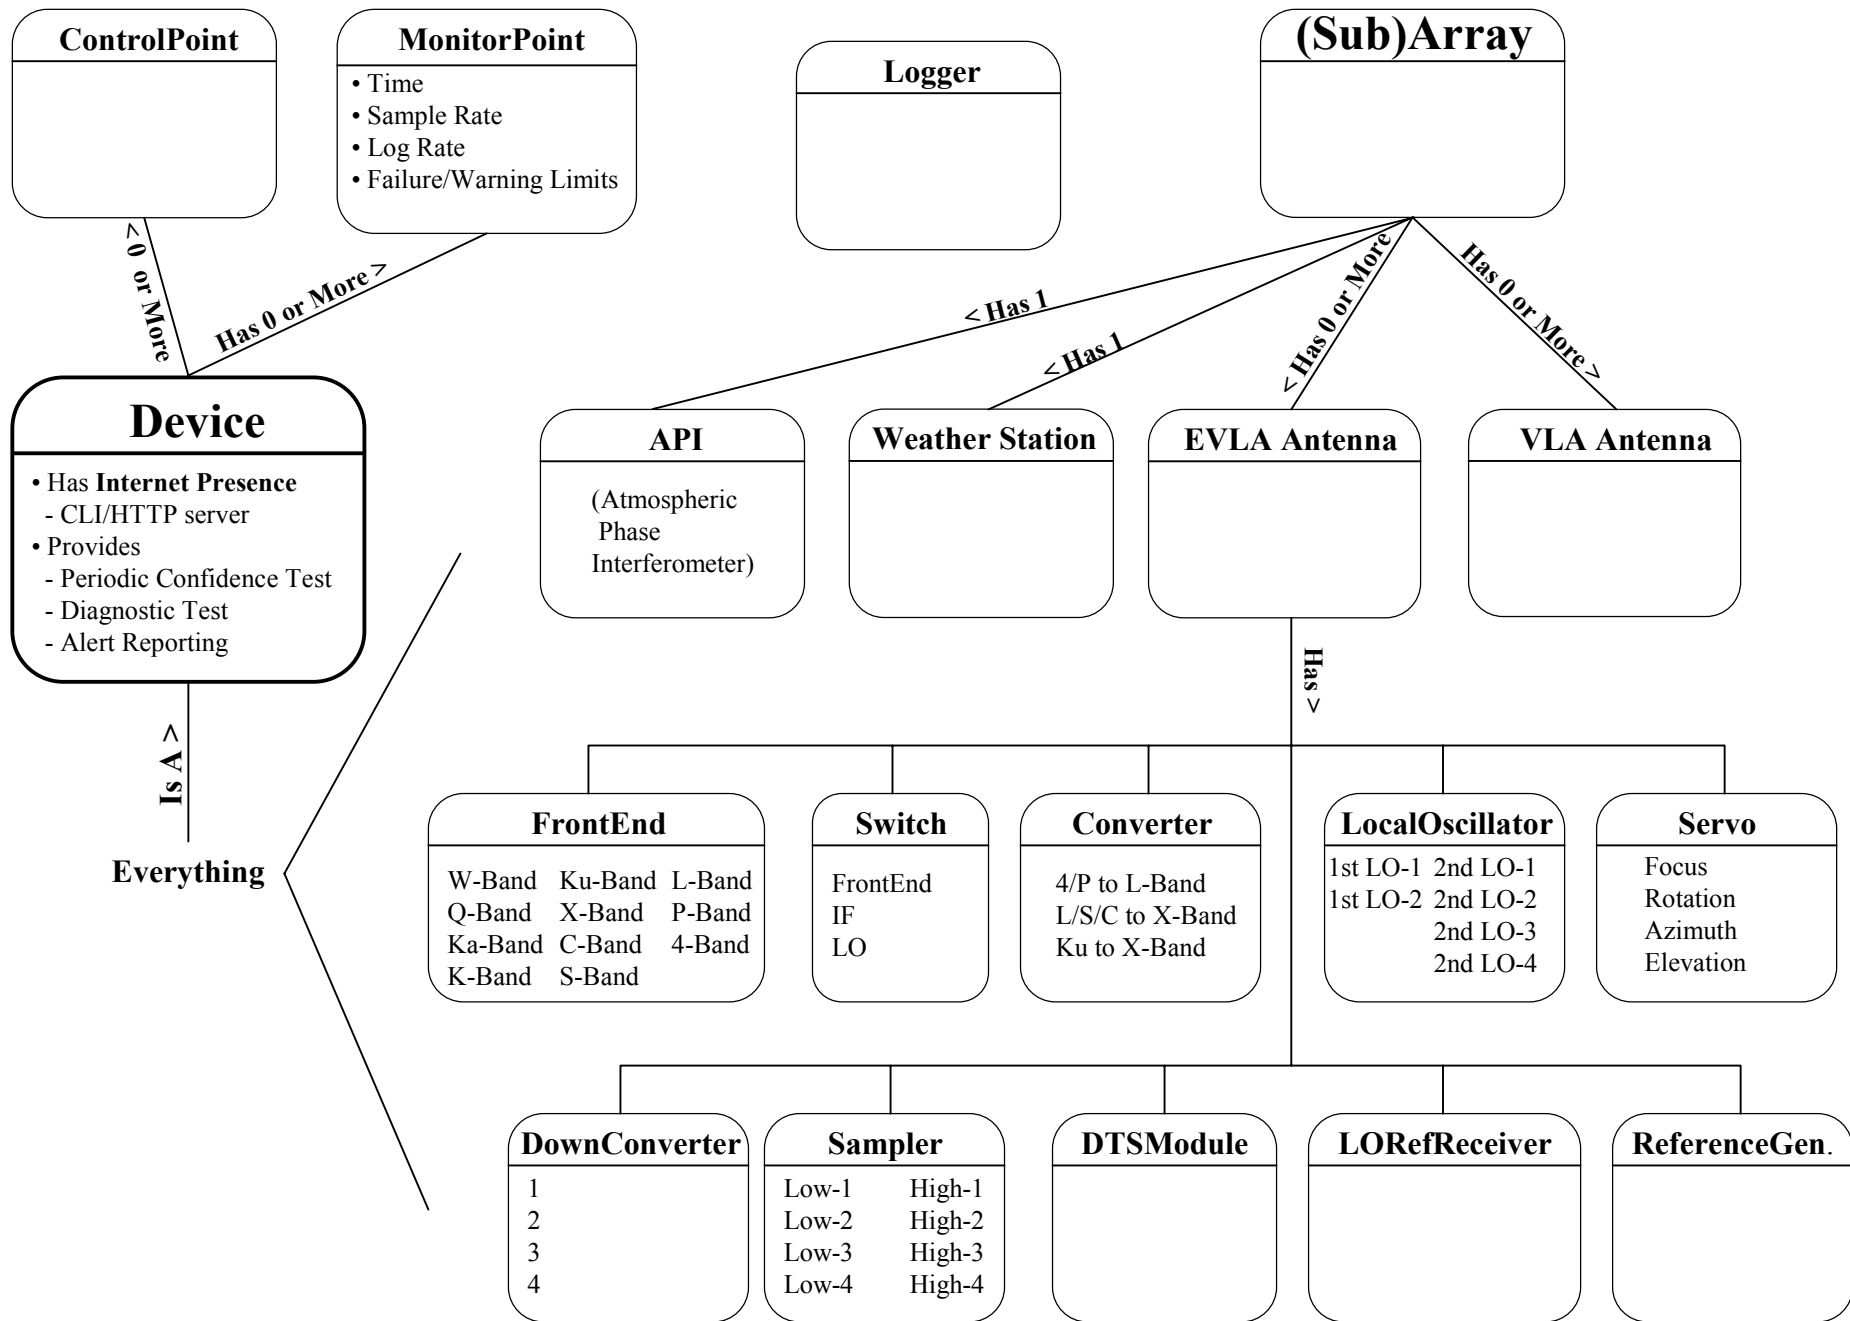 ControlPoint
MonitorPoint
• Time
• Sample Rate
• Log Rate
• Failure/Warning Limits
Logger
(Sub)Array
< 0 or More
Has 0 or More >
< Has 1
< Has 1
< Has 0 or More
Has 0 or More >
Device
• Has Internet Presence
- CLI/HTTP server
• Provides
- Periodic Confidence Test
- Diagnostic Test
- Alert Reporting
API
(Atmospheric
Phase
Interferometer)
Weather Station
EVLA Antenna
VLA Antenna
Has >
Is A >
Everything
FrontEnd
W-Band Ku-Band L-Band
Q-Band X-Band P-Band
Ka-Band C-Band 4-Band
K-Band S-Band
Switch
FrontEnd
IF
LO
Converter
4/P to L-Band
L/S/C to X-Band
Ku to X-Band
LocalOscillator
1st LO-1 2nd LO-1
1st LO-2 2nd LO-2
2nd LO-3
2nd LO-4
Servo
Focus
Rotation
Azimuth
Elevation
DownConverter
1
2
3
4
Sampler
Low-1 High-1
Low-2 High-2
Low-3 High-3
Low-4 High-4
DTSModule
LORefReceiver
ReferenceGen.